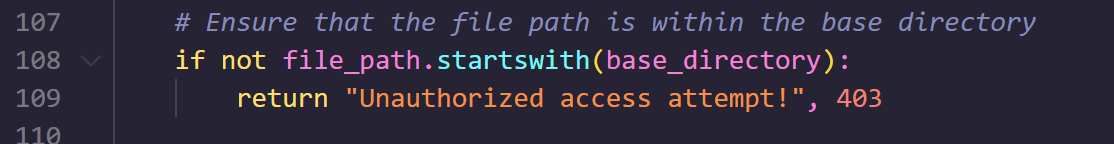 107 # Ensure that the file path is within the base directory
108 if not file_path.startswith(base_directory):
109 return "Unauthorized access attempt!", 403
110